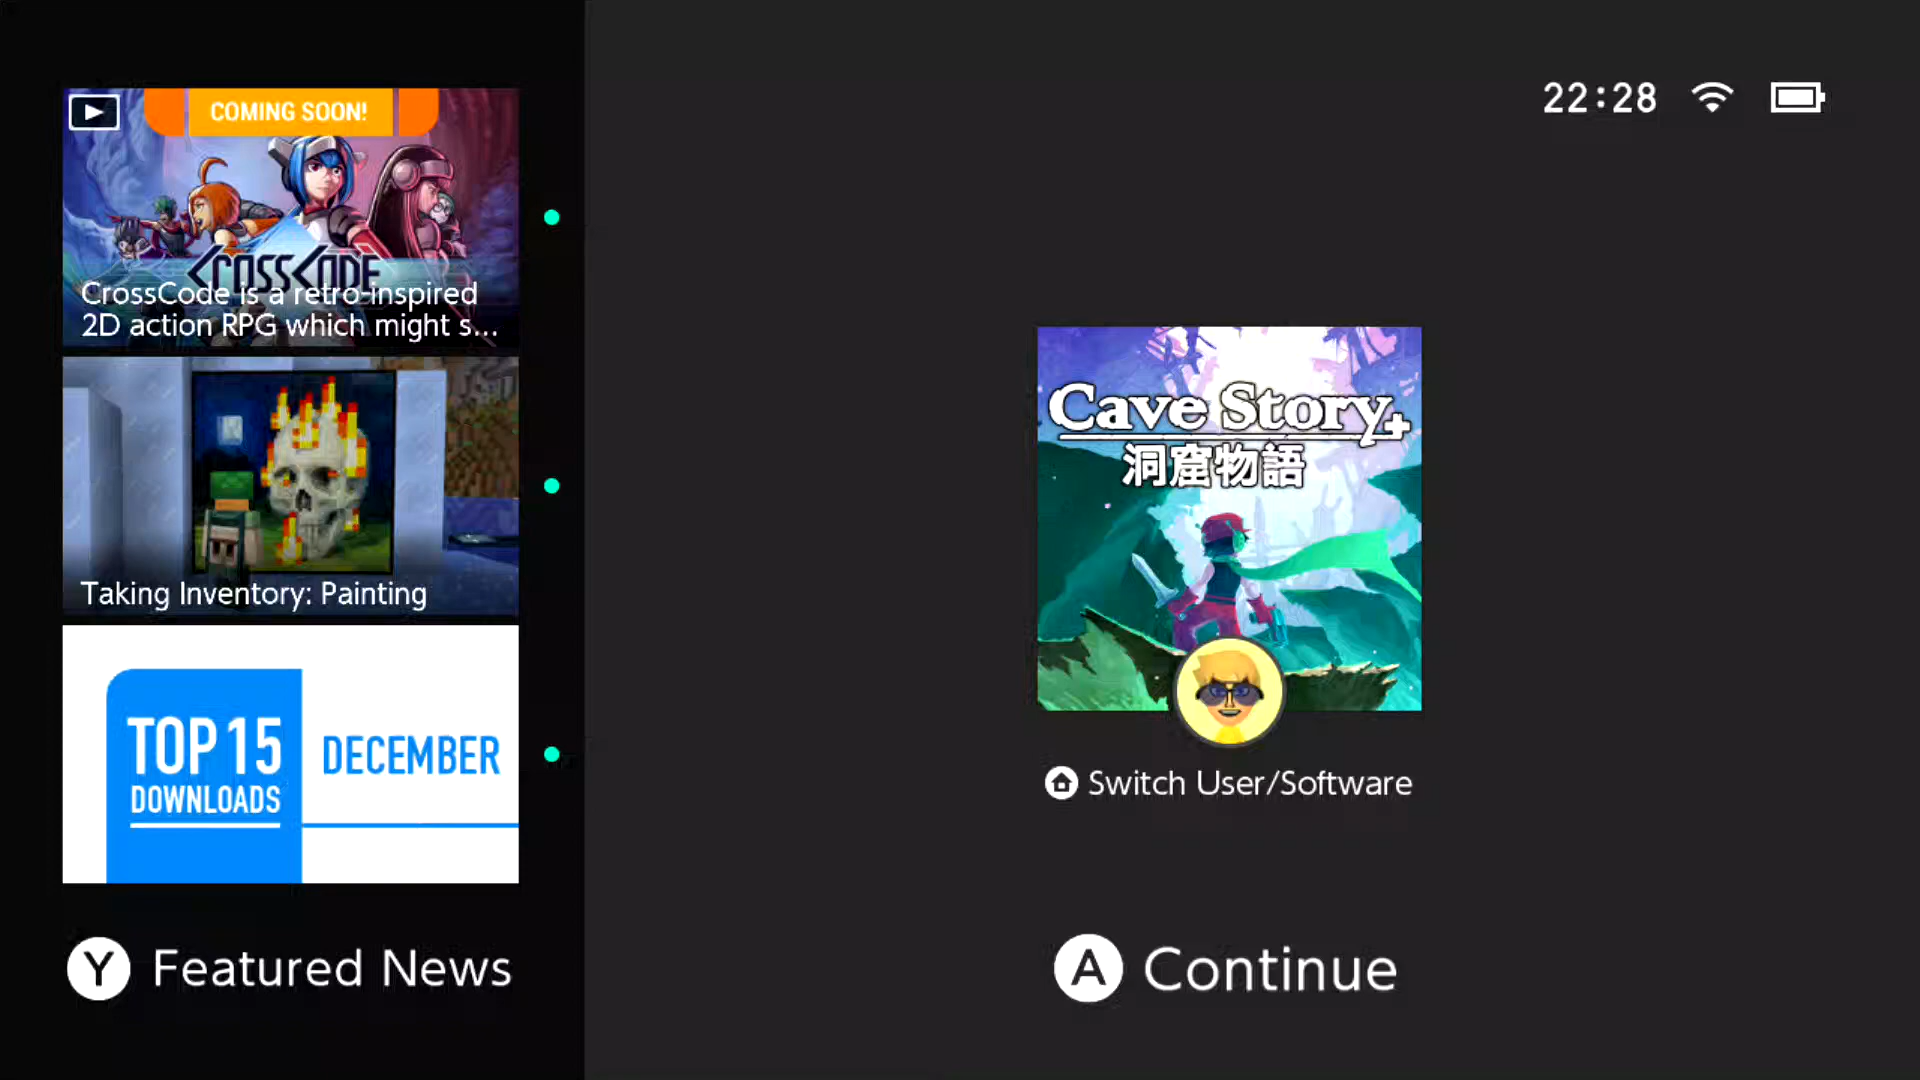 COMING SOON!
CROSSCODE
CrossCode is a retro-inspired
2D action RPG which might s...
Taking Inventory: Painting
TOP 15
DOWNLOADS
DECEMBER
Y Featured News
22:28
Cave Story+
洞窟物語
Switch User/Software
A Continue